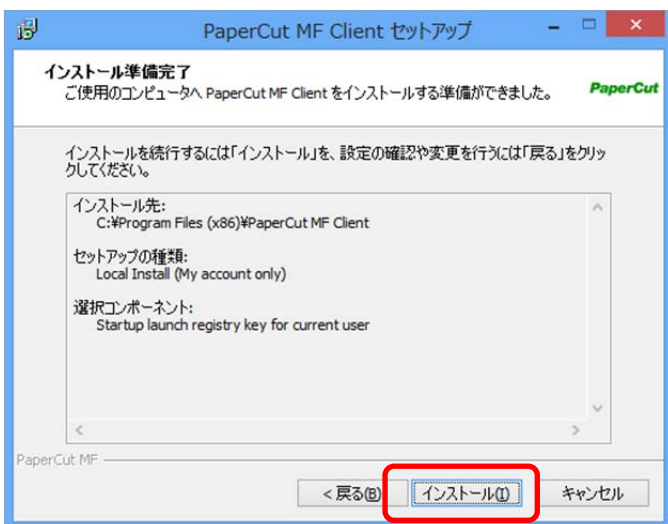 PaperCut MF Client セットアップ
インストール準備完了
ご使用のコンピュータへ PaperCut MF Client をインストールする準備ができました。
PaperCut
インストールを続行するには「インストール」を、設定の確認や変更を行うには「戻る」をクリッ
クしてください。
インストール先:
C:¥Program Files (x86)¥PaperCut MF Client
セットアップの種類:
Local Install (My account only)
選択コンポーネント:
Startup launch registry key for current user
PaperCut MF
< 戻る(B)
インストール(I)
キャンセル